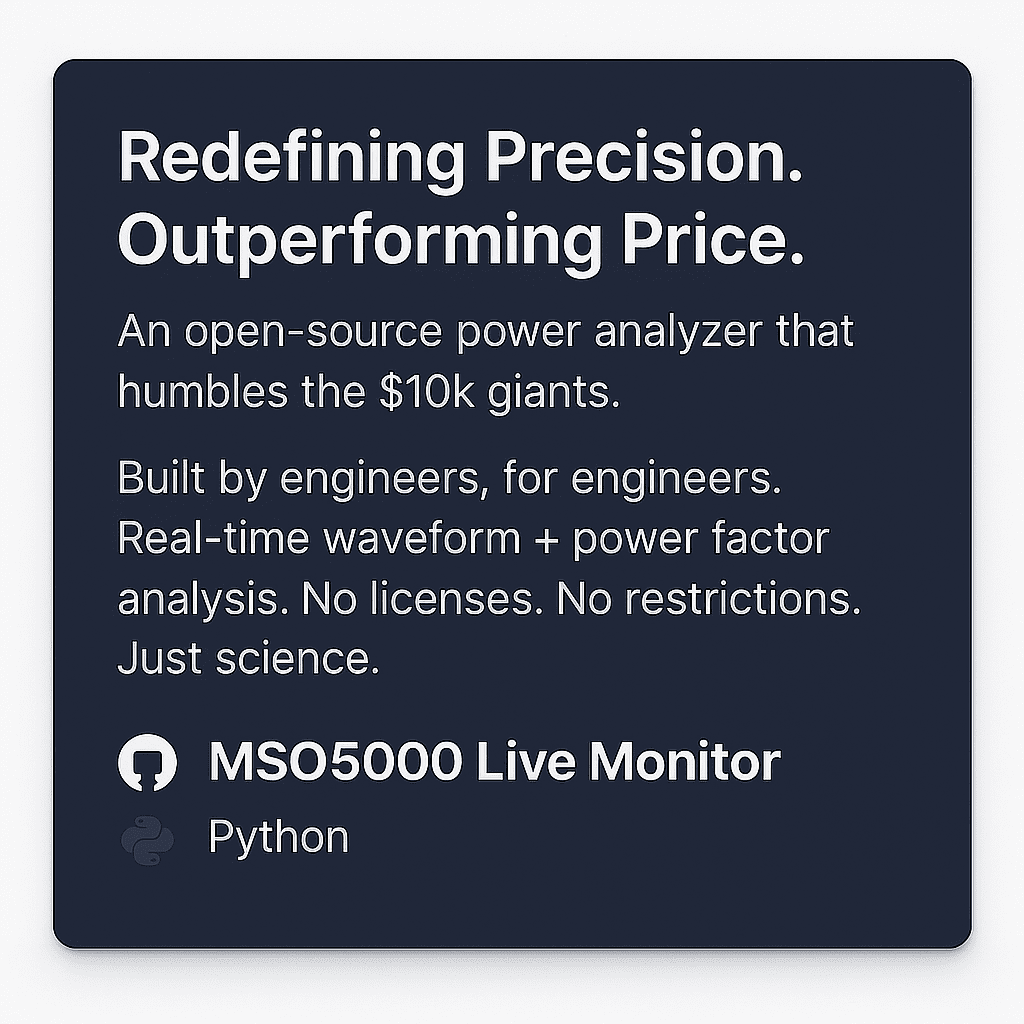 Redefining Precision.
Outperforming Price.
An open-source power analyzer that
humbles the $10k giants.
Built by engineers, for engineers.
Real-time waveform + power factor
analysis. No licenses. No restrictions.
Just science.
MSO5000 Live Monitor
Python